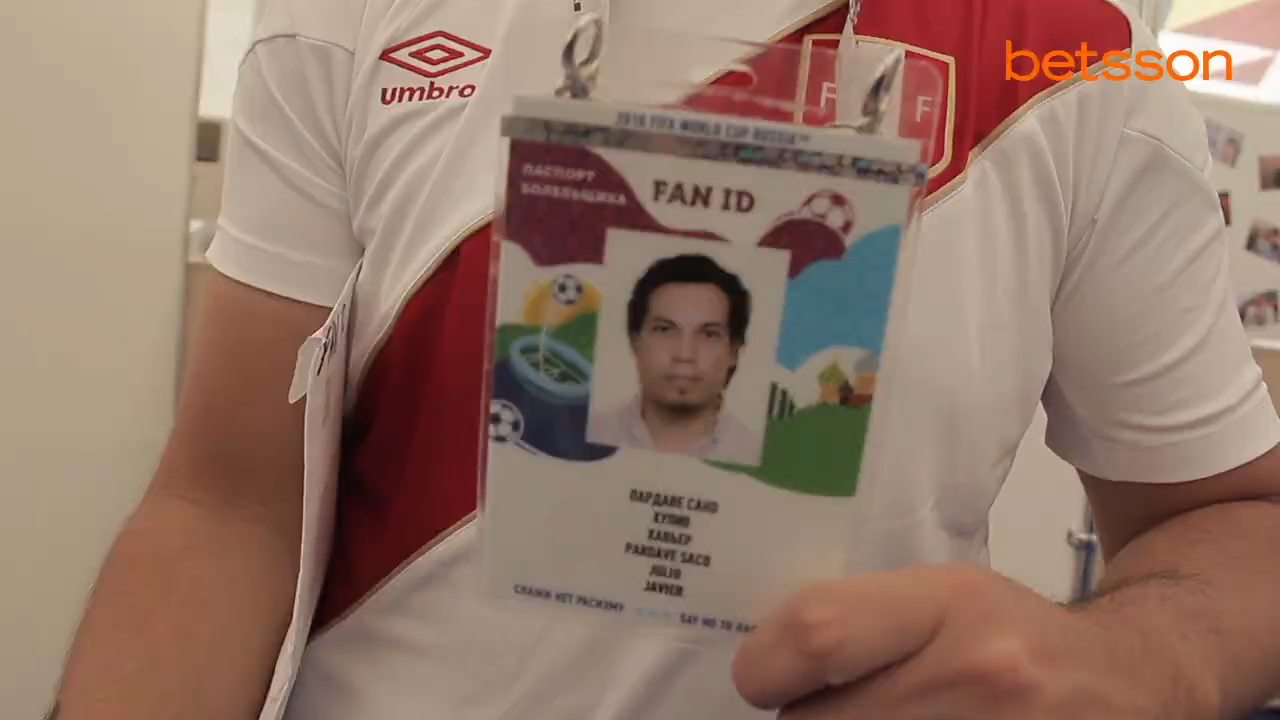 betsson
umbro
F F
2018 FIFA WORLD CUP RUSSIA™
ПАСПОРТ
БОЛЕЛЬЩИКА
FAN ID
ПАРДАВЕ САКО
ХУЛИО
ХАВЬЕР
PARDAVE SACO
JULIO
JAVIER
СКАЖИ НЕТ РАСИЗМУ
SAY NO TO